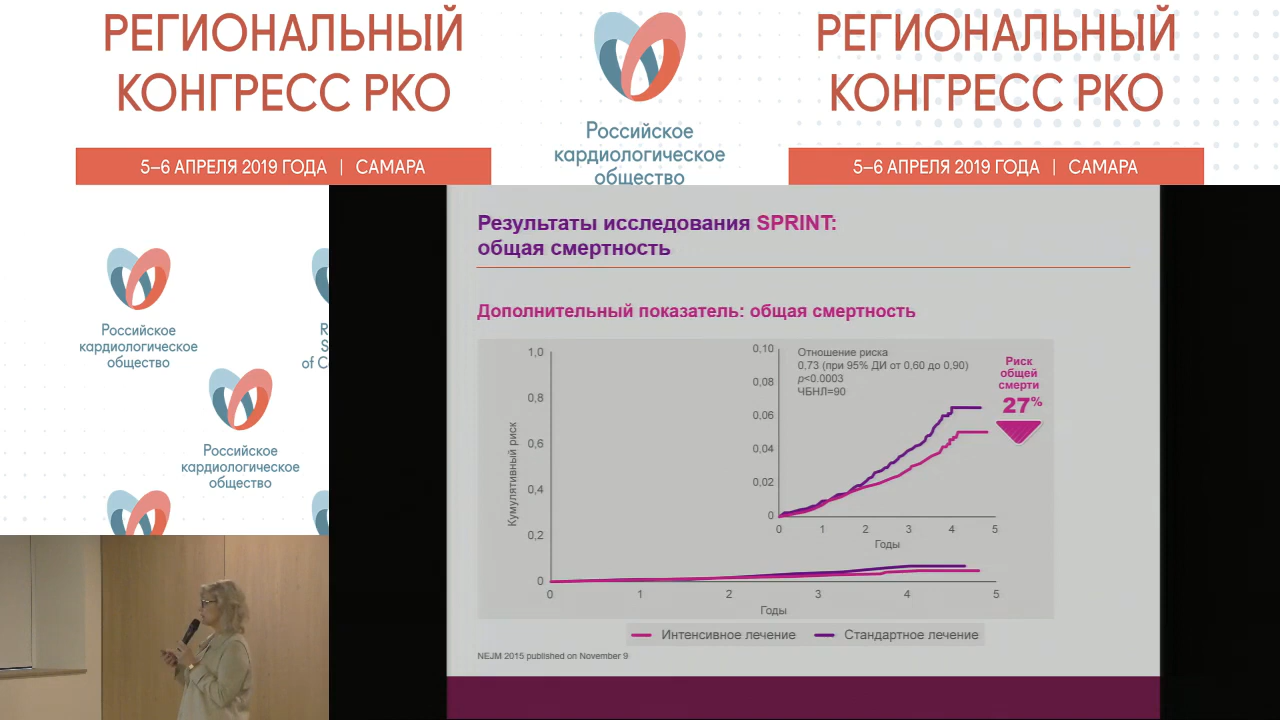 РЕГИОНАЛЬНЫЙ
КОНГРЕСС РКО
5–6 АПРЕЛЯ 2019 ГОДА | САМАРА
Российское
кардиологическое
общество
РЕГИОНАЛЬНЫЙ
КОНГРЕСС РКО
5–6 АПРЕЛЯ 2019 ГОДА | САМАРА
Российское
кардиологическое
общество
R
S
of C
Российское
кардиологическое
общество
Результаты исследования SPRINT:
общая смертность
Дополнительный показатель: общая смертность
Кумулятивный риск
1,0
0,8
0,6
0,4
0,2
0
0 1 2 3 4 5
Годы
0,10
0,08
0,06
0,04
0,02
0
0 1 2 3 4 5
Годы
Отношение риска
0,73 (при 95% ДИ от 0,60 до 0,90)
p<0.0003
ЧБНЛ=90
Риск
общей
смерти
27%
Интенсивное лечение Стандартное лечение
NEJM 2015 published on November 9